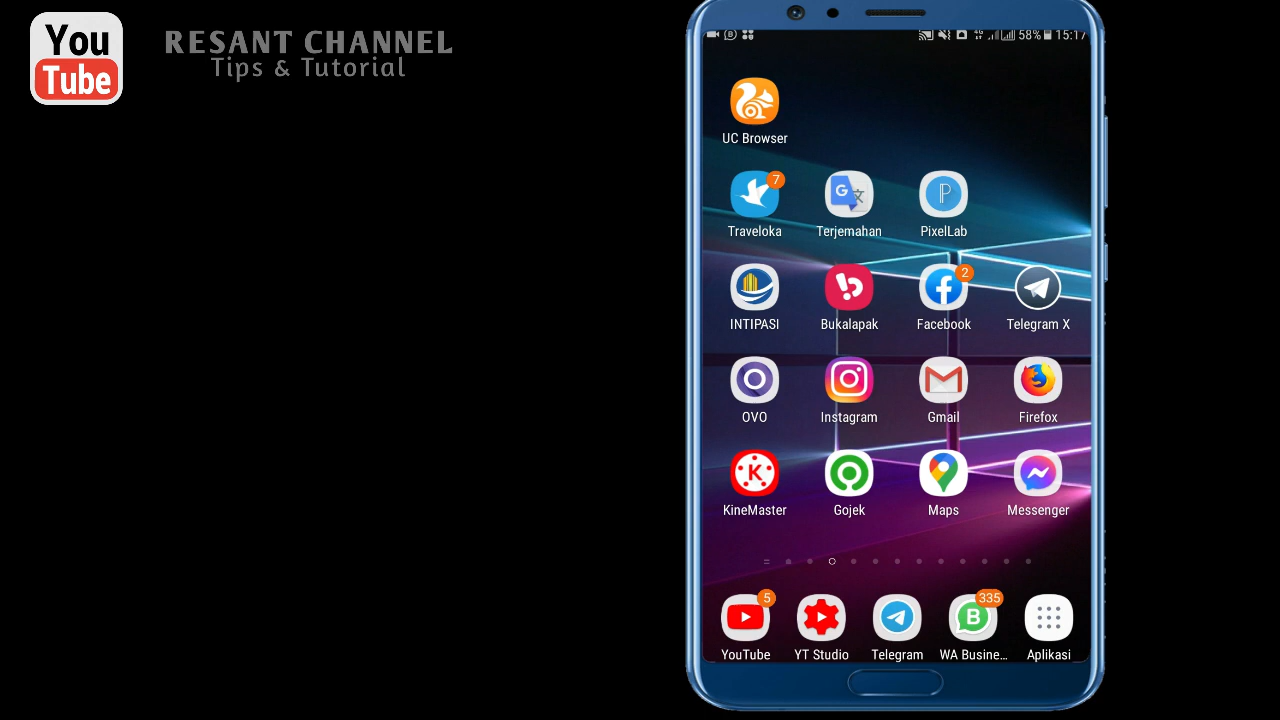 You
Tube
RESANT CHANNEL
Tips & Tutorial
58% 15:17
UC Browser
7
Traveloka Terjemahan PixelLab
2
INTIPASI Bukalapak Facebook Telegram X
OVO Instagram Gmail Firefox
KineMaster Gojek Maps Messenger
5 335
YouTube YT Studio Telegram WA Busine... Aplikasi